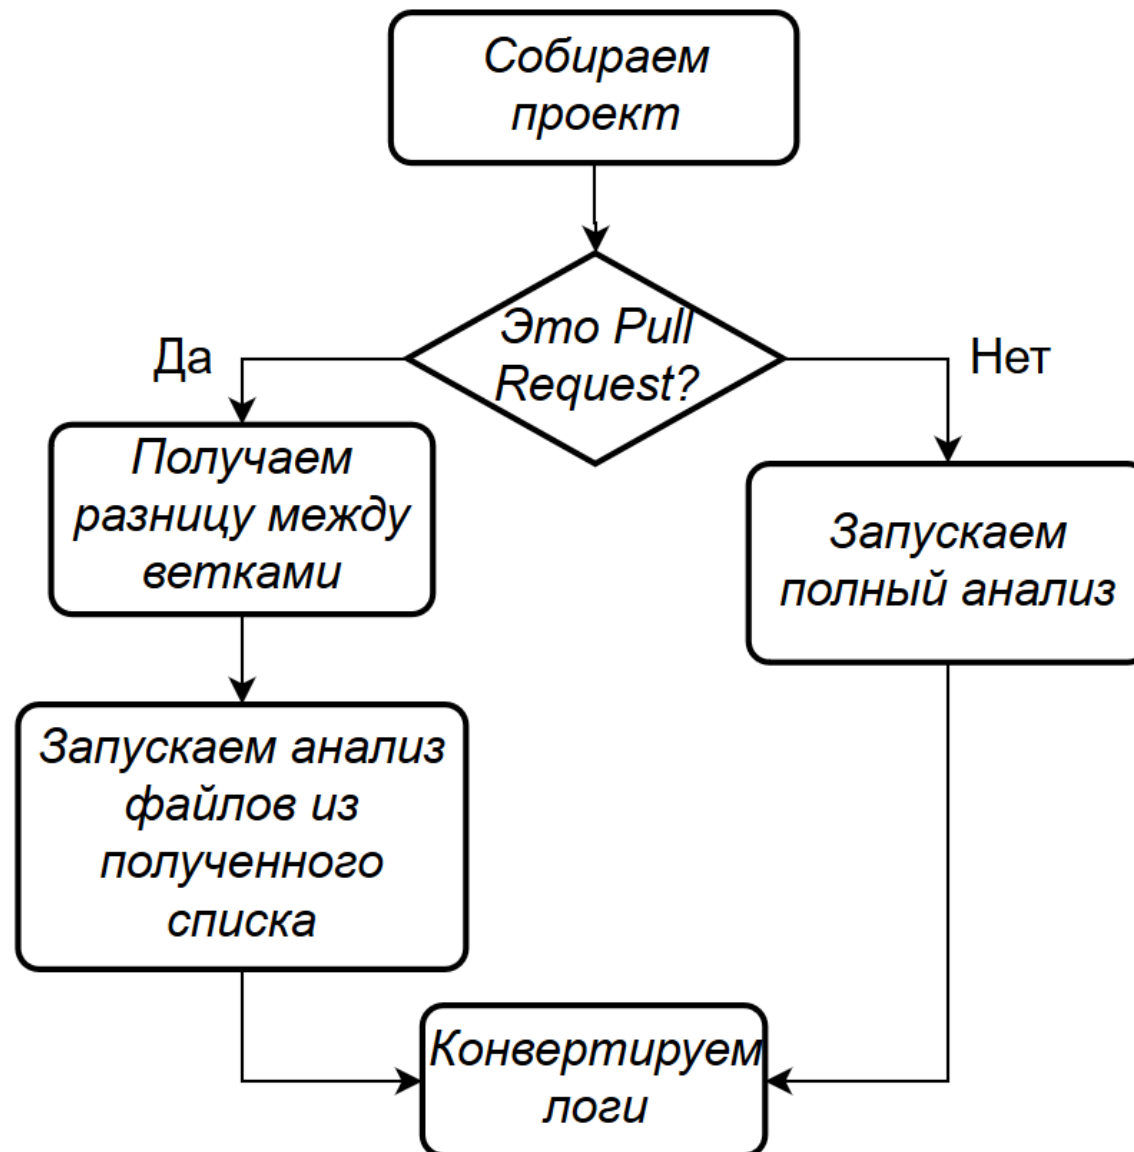 Собираем
проект
Это Pull
Request?
Да
Нет
Получаем
разницу между
ветками
Запускаем
полный анализ
Запускаем анализ
файлов из
полученного
списка
Конвертируем
логи